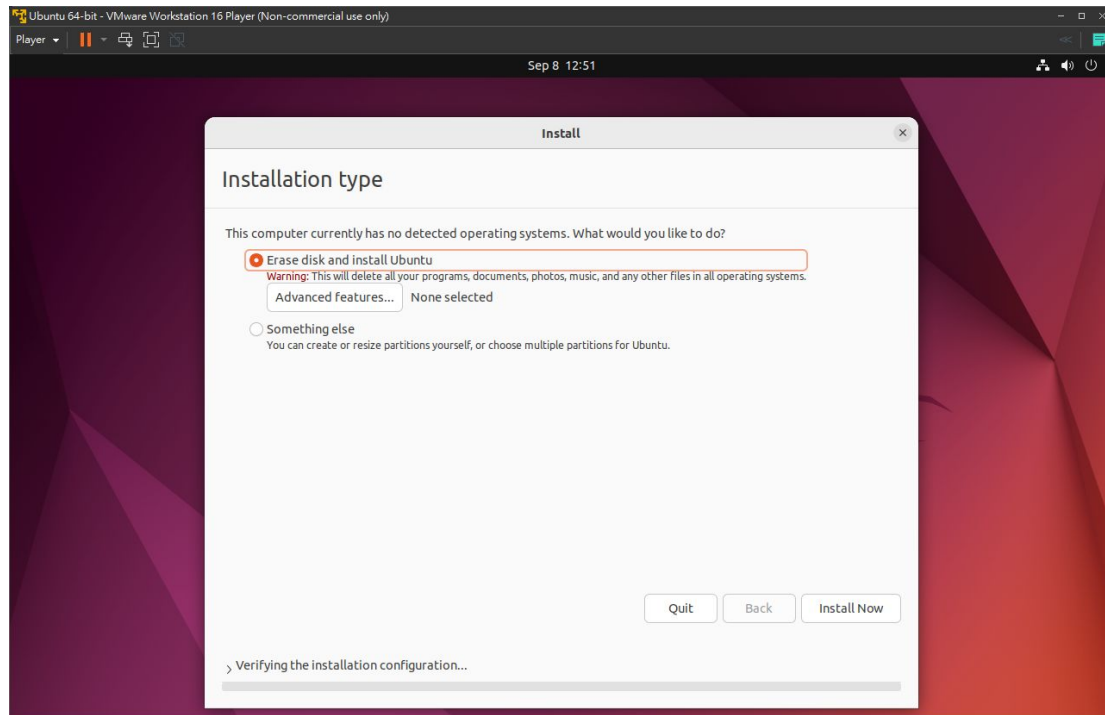 Ubuntu 64-bit - VMware Workstation 16 Player (Non-commercial use only)
Player
Sep 8 12:51
Install
Installation type
This computer currently has no detected operating systems. What would you like to do?
Erase disk and install Ubuntu
Warning: This will delete all your programs, documents, photos, music, and any other files in all operating systems.
Advanced features... None selected
Something else
You can create or resize partitions yourself, or choose multiple partitions for Ubuntu.
Quit Back Install Now
Verifying the installation configuration...